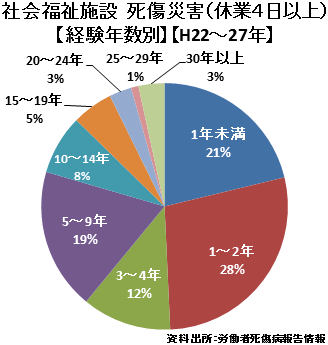 社会福祉施設 死傷災害(休業４日以上)
【経験年数別】【H22～27年】
1年未満
21%
1～2年
28%
3～4年
12%
5～9年
19%
10～14年
8%
15～19年
5%
20～24年
3%
25～29年
1%
30年以上
3%
資料出所:労働者死傷病報告情報